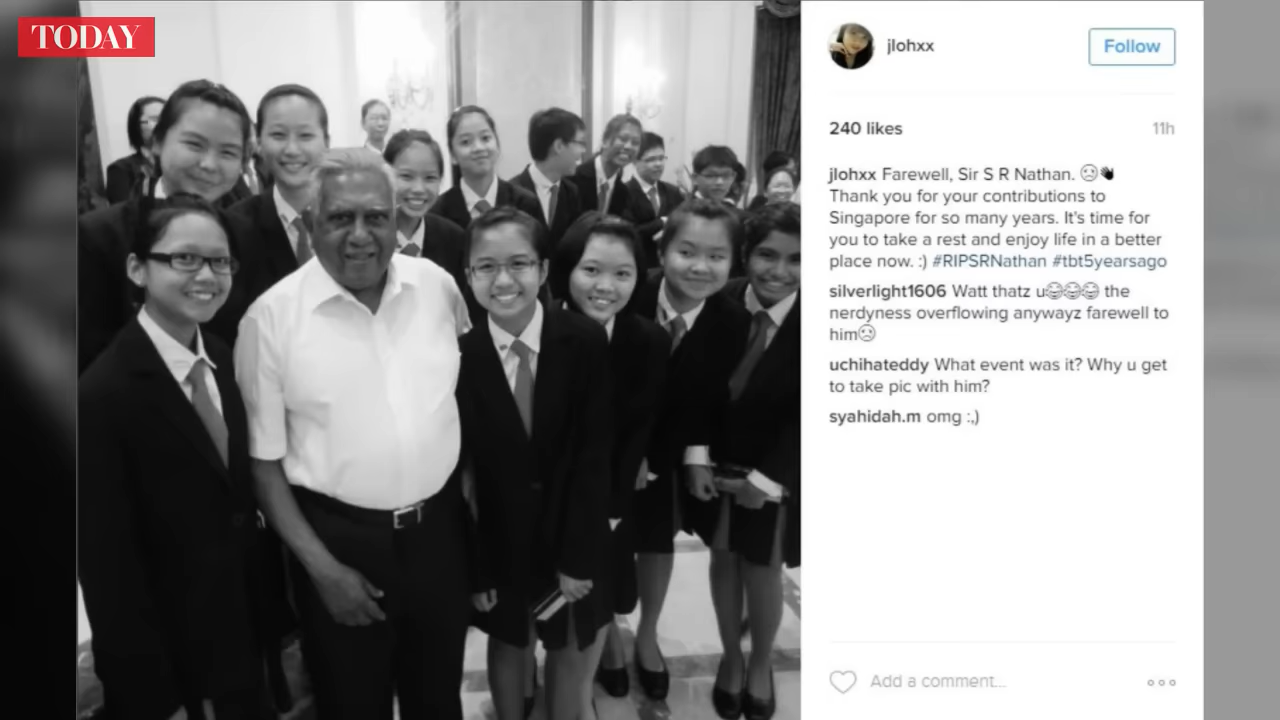 TODAY
jlohxx
Follow
240 likes
11h
jlohxx Farewell, Sir S R Nathan. ☹️👋
Thank you for your contributions to
Singapore for so many years. It's time for
you to take a rest and enjoy life in a better
place now. :) #RIPSRNathan #tbt5yearsago
silverlight1606 Watt thatz u😂😂😂 the
nerdyness overflowing anywayz farewell to
him☹️
uchihateddy What event was it? Why u get
to take pic with him?
syahidah.m omg :,)
Add a comment...